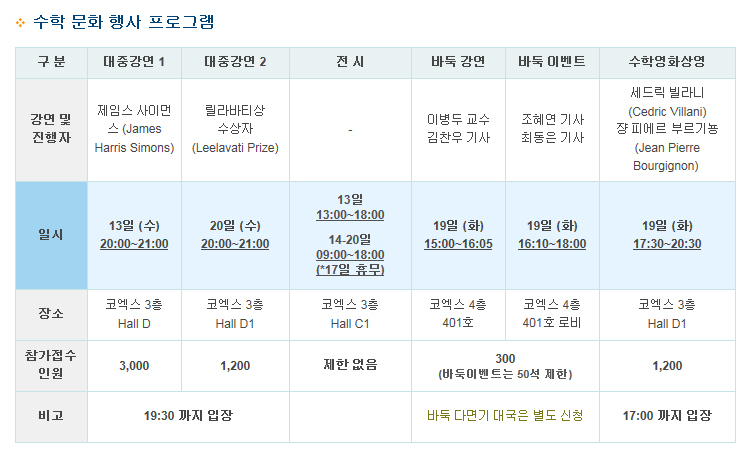 수학 문화 행사 프로그램
구 분
대중강연 1
대중강연 2
전 시
바둑 강연
바둑 이벤트
수학영화상영
강연 및
진행자
제임스 사이먼
스 (James
Harris Simons)
릴라바티상
수상자
(Leelavati Prize)
-
이병두 교수
김찬우 기사
조혜연 기사
최동은 기사
세드릭 빌라니
(Cedric Villani)
쟝 피에르 부르기뇽
(Jean Pierre
Bourgignon)
일시
13일 (수)
20:00~21:00
20일 (수)
20:00~21:00
13일
13:00~18:00
14-20일
09:00~18:00
(*17일 휴무)
19일 (화)
15:00~16:05
19일 (화)
16:10~18:00
19일 (화)
17:30~20:30
장소
코엑스 3층
Hall D
코엑스 3층
Hall D1
코엑스 3층
Hall C1
코엑스 4층
401호
코엑스 4층
401호 로비
코엑스 3층
Hall D1
참가접수
인원
3,000
1,200
제한 없음
300
(바둑이벤트는 50석 제한)
1,200
비고
19:30 까지 입장
바둑 다면기 대국은 별도 신청
17:00 까지 입장